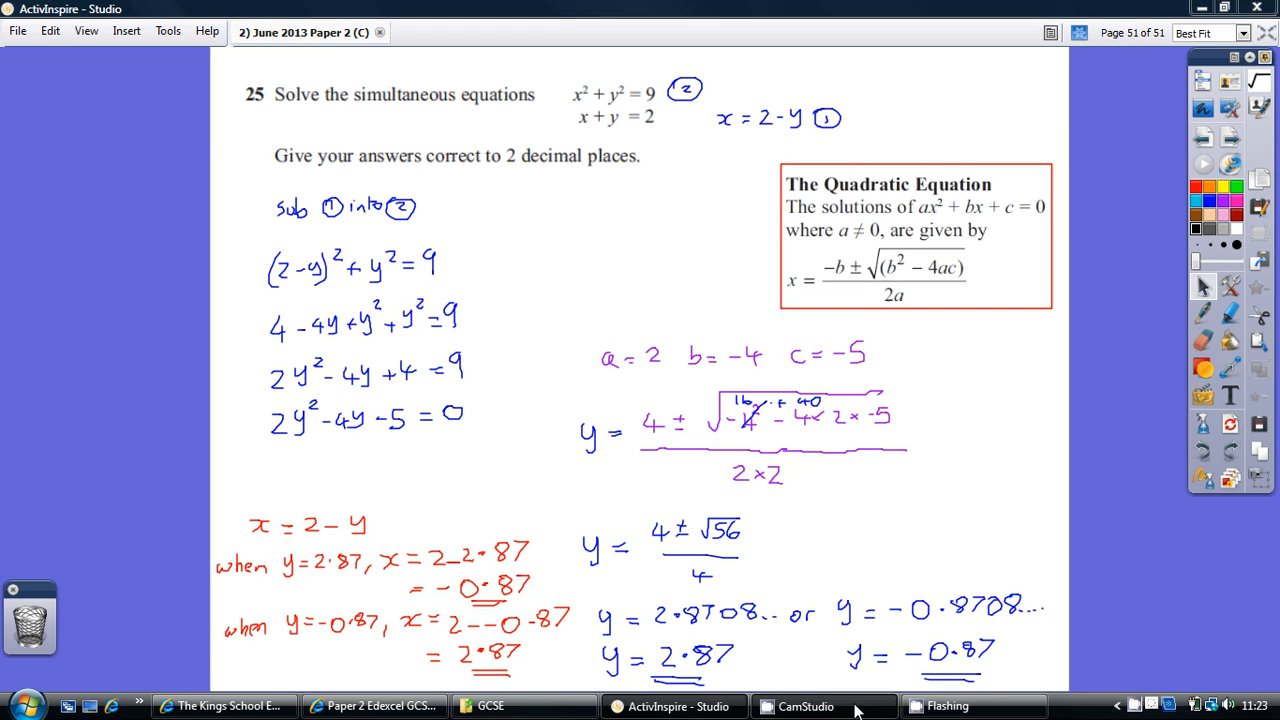 ActivInspire - Studio
File Edit View Insert Tools Help
2) June 2013 Paper 2 (C)
Page 51 of 51
Best Fit
25 Solve the simultaneous equations x² + y² = 9 ②
x + y = 2 x = 2 - y ①
Give your answers correct to 2 decimal places.
The Quadratic Equation
The solutions of ax² + bx + c = 0
where a ≠ 0, are given by
x = (-b ± √(b² - 4ac)) / 2a
sub ① into ②
(2-y)² + y² = 9
4 - 4y + y² + y² = 9
2y² - 4y + 4 = 9
2y² - 4y - 5 = 0
a = 2 b = -4 c = -5
16 + 40
y = (4 ± √(-4² - 4×2×-5)) / 2×2
y = (4 ± √56) / 4
y = 2.8708... or y = -0.8708...
y = 2.87 y = -0.87
x = 2 - y
when y = 2.87, x = 2-2.87
= -0.87
when y = -0.87, x = 2--0.87
= 2.87
The Kings School E...
Paper 2 Edexcel GCS...
GCSE
ActivInspire - Studio
CamStudio
Flashing
11:23